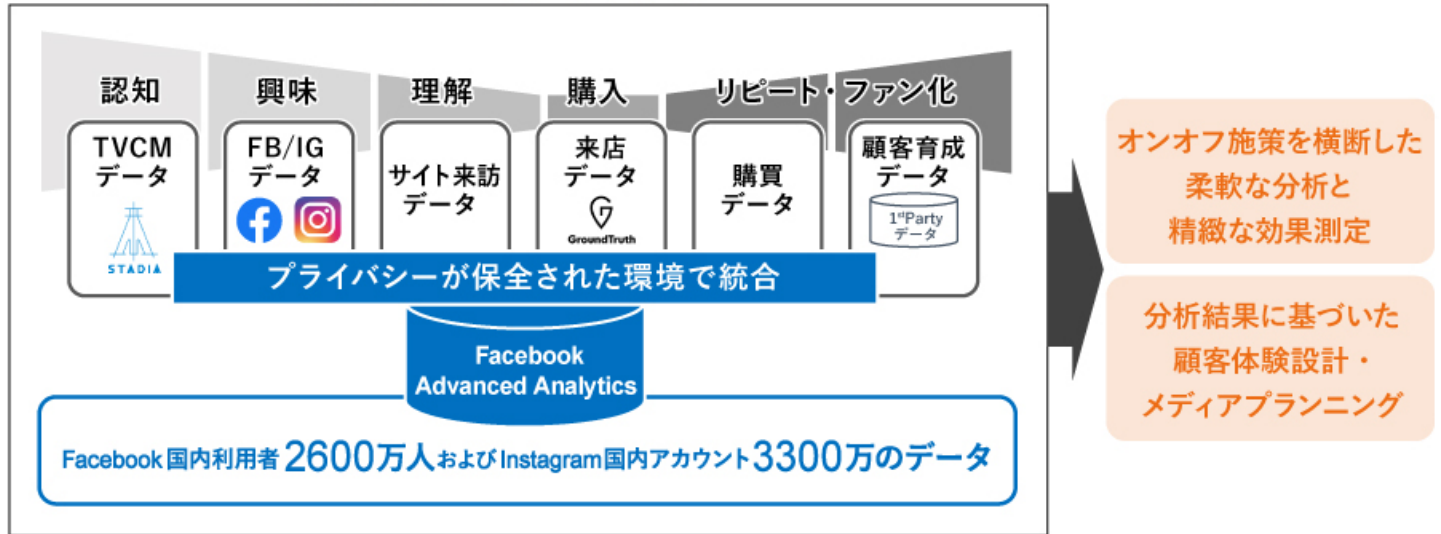 認知
興味
理解
購入
リピート・ファン化
TVCM
データ
STADIA
FB/IG
データ
サイト来訪
データ
来店
データ
GroundTruth
購買
データ
顧客育成
データ
1stParty
データ
プライバシーが保全された環境で統合
Facebook
Advanced Analytics
Facebook国内利用者2600万人およびInstagram国内アカウント3300万のデータ
オンオフ施策を横断した
柔軟な分析と
精緻な効果測定
分析結果に基づいた
顧客体験設計・
メディアプランニング